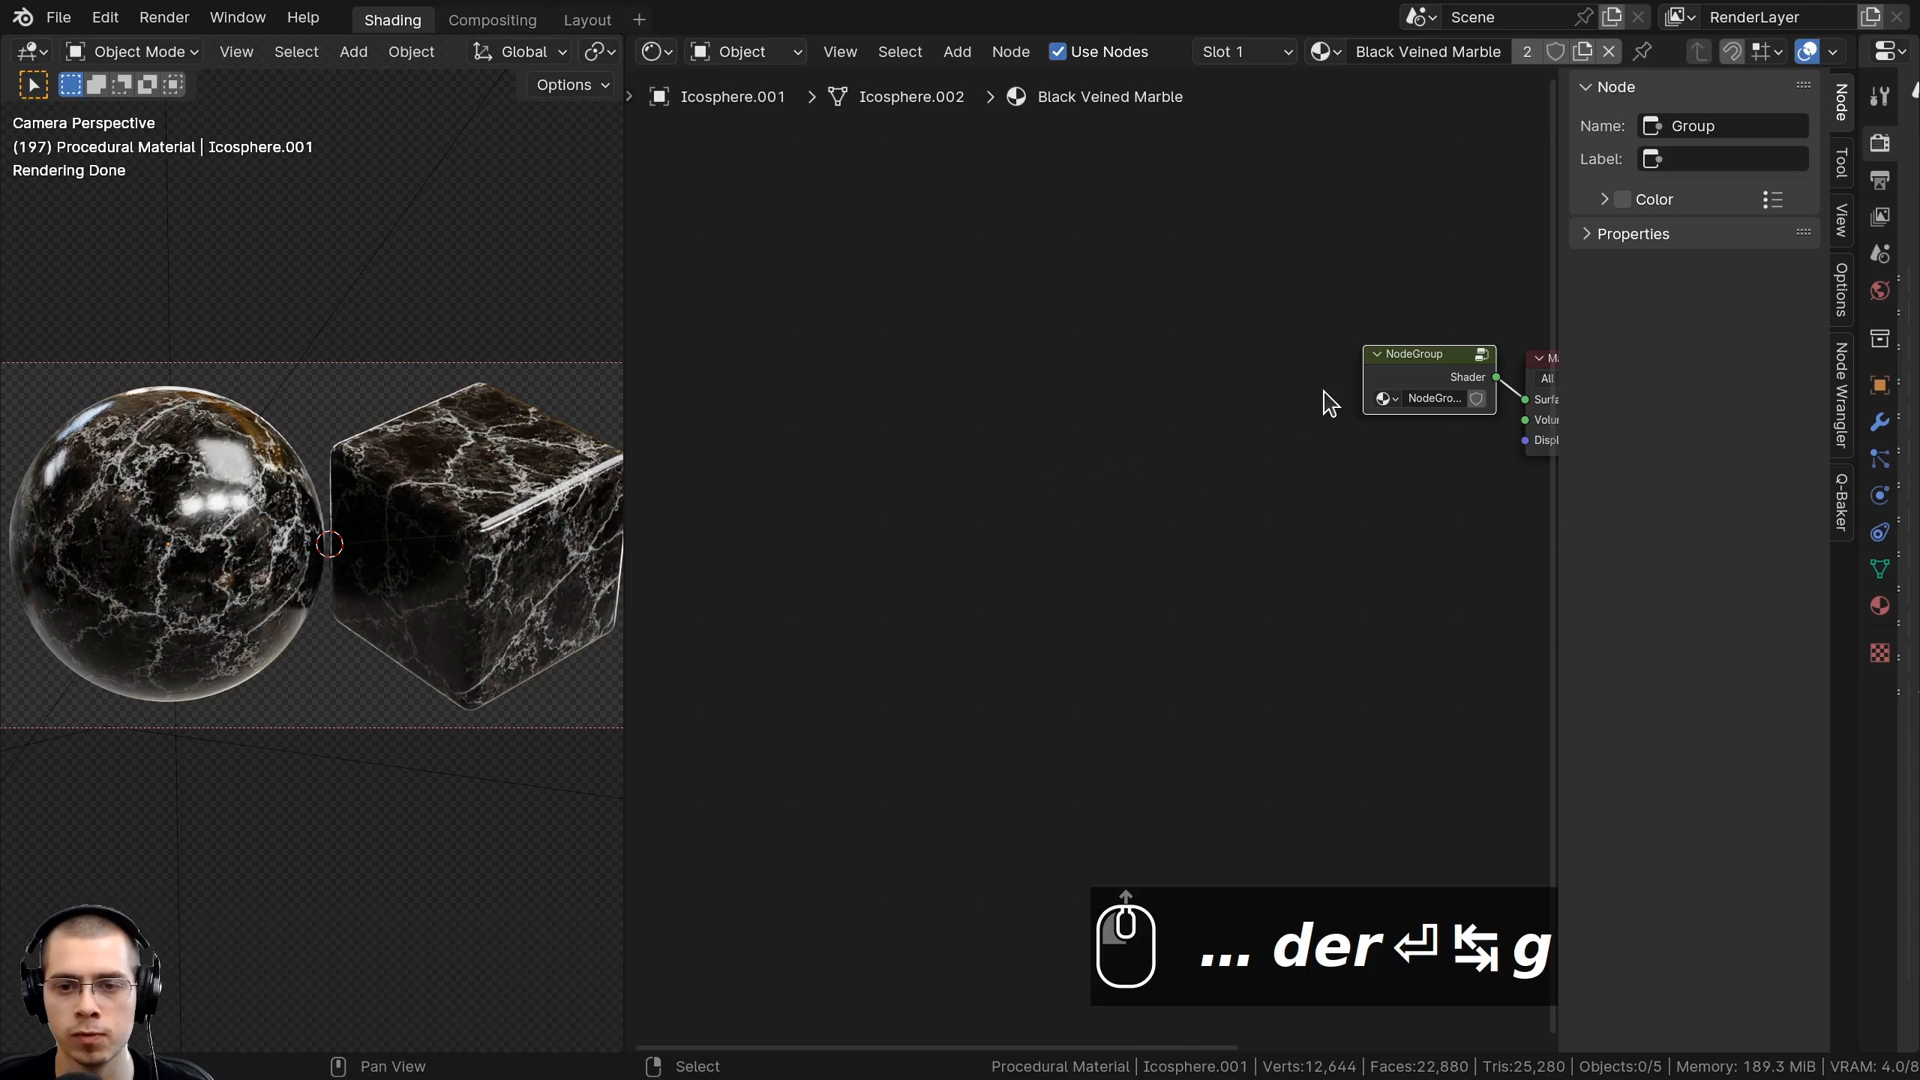 File Edit Render Window Help Shading Compositing Layout + Scene RenderLayer
Object Mode View Select Add Object Global Object View Select Add Node Use Nodes Slot 1 Black Veined Marble 2
Options
Icosphere.001 > Icosphere.002 > Black Veined Marble
Camera Perspective
(197) Procedural Material | Icosphere.001
Rendering Done
Node
Name: Group
Label:
Color
Properties
Node
Tool
View
Options
Node Wrangler
Q-Baker
NodeGroup
Shader
NodeGro...
Ma
All
Surfa
Volu
Displ
... der⏎ ↹ g
Pan View Select Procedural Material | Icosphere.001 | Verts:12,644 | Faces:22,880 | Tris:25,280 | Objects:0/5 | Memory: 189.3 MiB | VRAM: 4.0/8